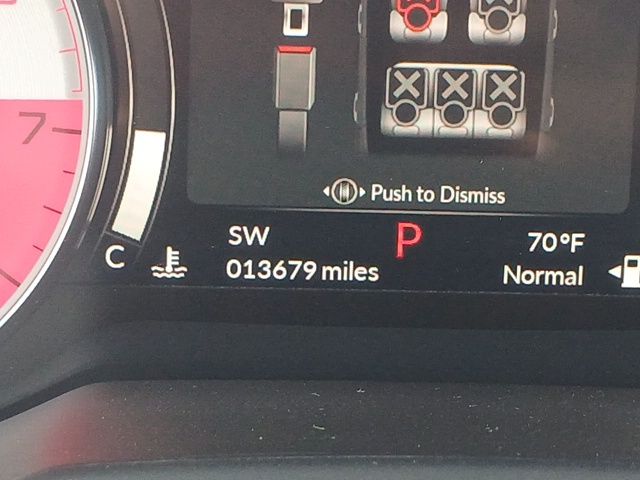 7
Push to Dismiss
SW
P
70°F
C
013679 miles
Normal